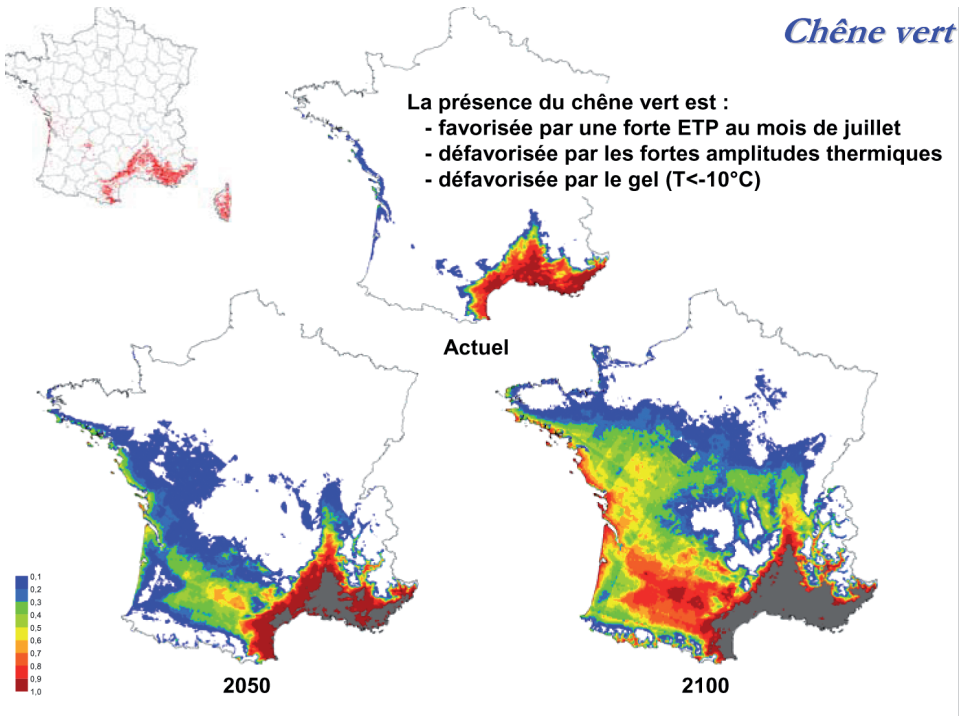 Chêne vert
La présence du chêne vert est :
- favorisée par une forte ETP au mois de juillet
- défavorisée par les fortes amplitudes thermiques
- défavorisée par le gel (T<-10°C)
Actuel
0,1
0,2
0,3
0,4
0,5
0,6
0,7
0,8
0,9
1,0
2050
2100